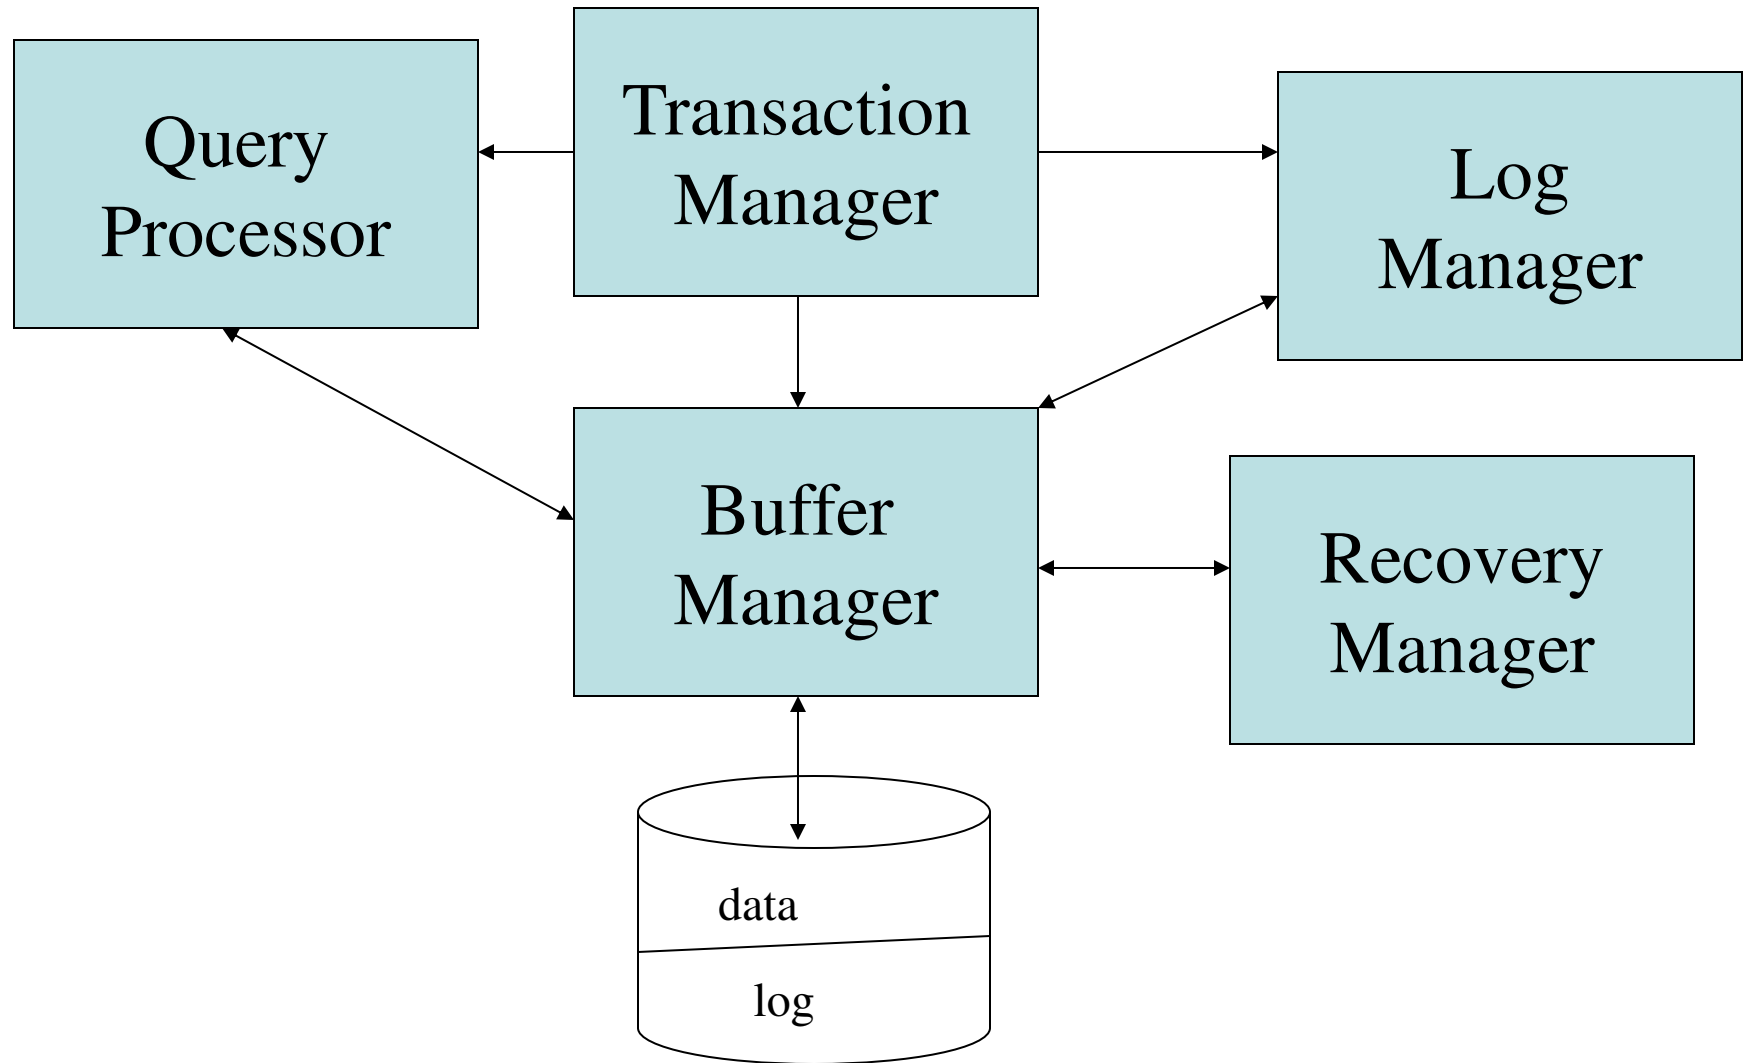 Query
Processor
Transaction
Manager
Log
Manager
Buffer
Manager
Recovery
Manager
data
log